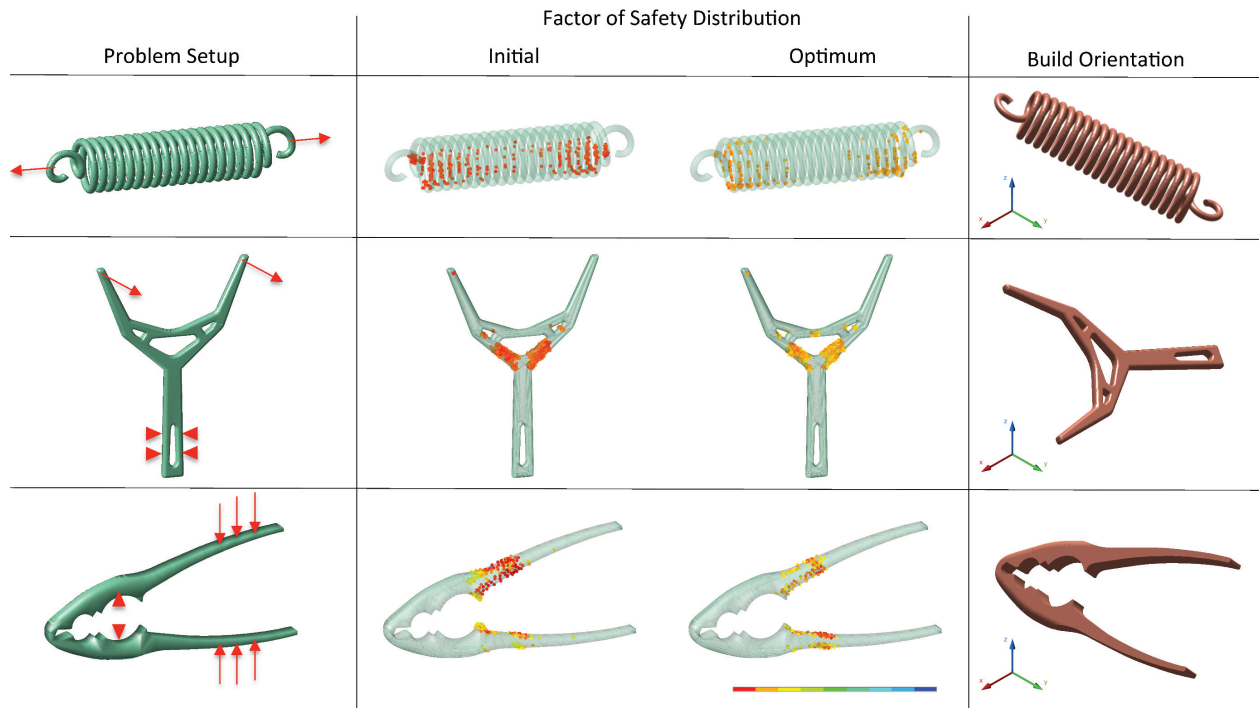 Factor of Safety Distribution
Problem Setup
Initial
Optimum
Build Orientation
z
x
y
z
x
y
z
x
y